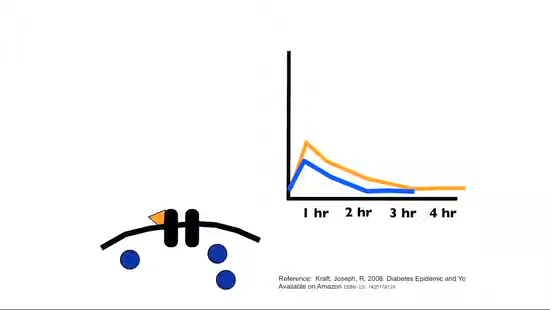 1 hr 2 hr 3 hr 4 hr
Reference: Kraft, Joseph, R, 2008. Diabetes Epidemic and Yo
Available on Amazon